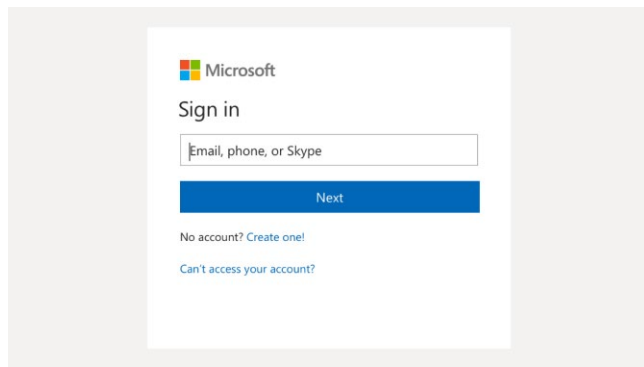 Microsoft
Sign in
Email, phone, or Skype
Next
No account? Create one!
Can't access your account?